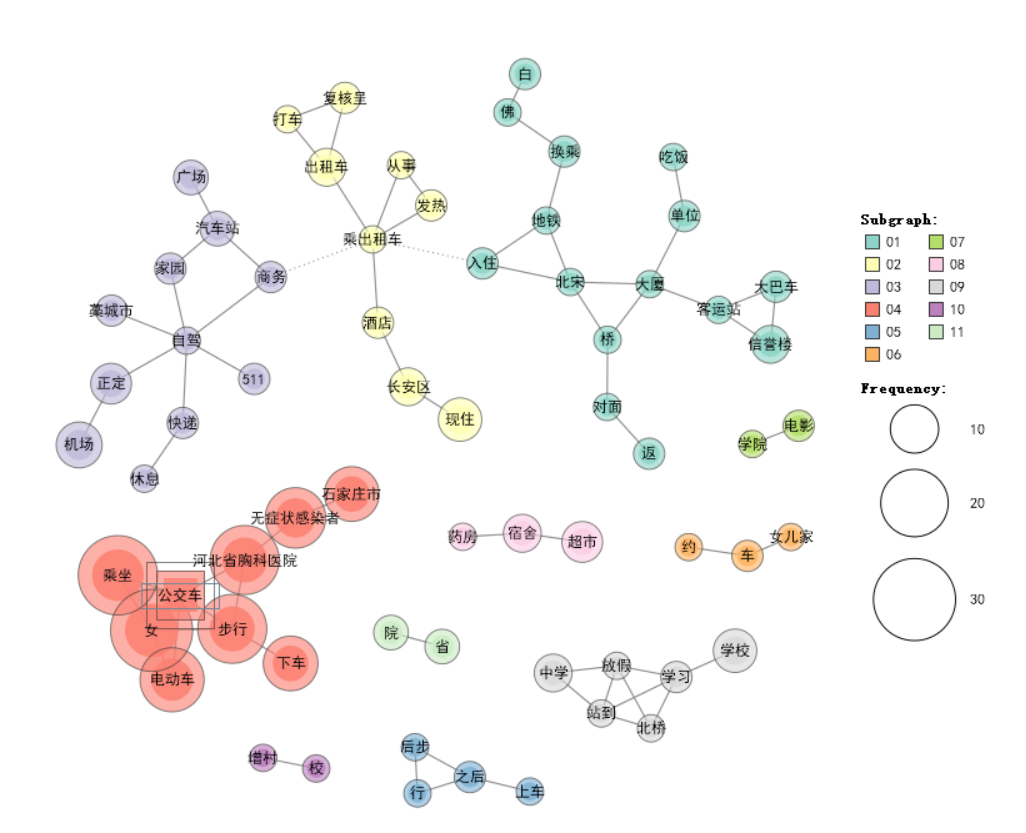 白
复核呈
佛
打车
换乘
吃饭
出租车
从事
广场
发热
单位
地铁
汽车站
乘出租车
Subgraph:
01
07
02
08
03
09
04
10
05
11
06
入住
家园
商务
北宋
大厦
大巴车
藁城市
客运站
酒店
自驾
桥
信誉楼
511
正定
长安区
Frequency:
对面
现住
快递
电影
10
机场
学院
返
休息
石家庄市
20
无症状感染者
药房
宿舍
超市
约
车
女儿家
河北省胸科医院
乘坐
公交车
30
女
步行
院
省
下车
电动车
学校
中学
放假
学习
站到
北桥
增村
校
后步
之后
行
上车